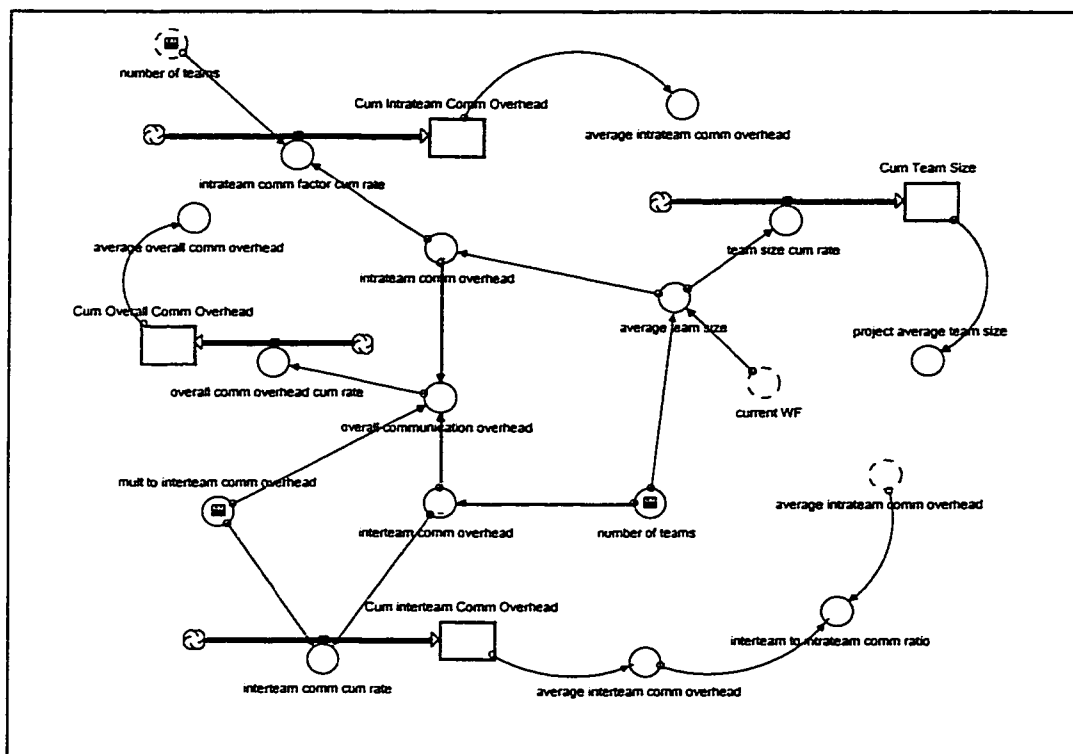 number of teams
Cum Intrateam Comm Overhead
average intrateam comm overhead
intrateam comm factor cum rate
Cum Team Size
average overall comm overhead
team size cum rate
intrateam comm overhead
Cum Overall Comm Overhead
average team size
project average team size
overall comm overhead cum rate
current WF
overall communication overhead
mult to interteam comm overhead
average intrateam comm overhead
interteam comm overhead
number of teams
Cum interteam Comm Overhead
interteam to intrateam comm ratio
interteam comm cum rate
average interteam comm overhead